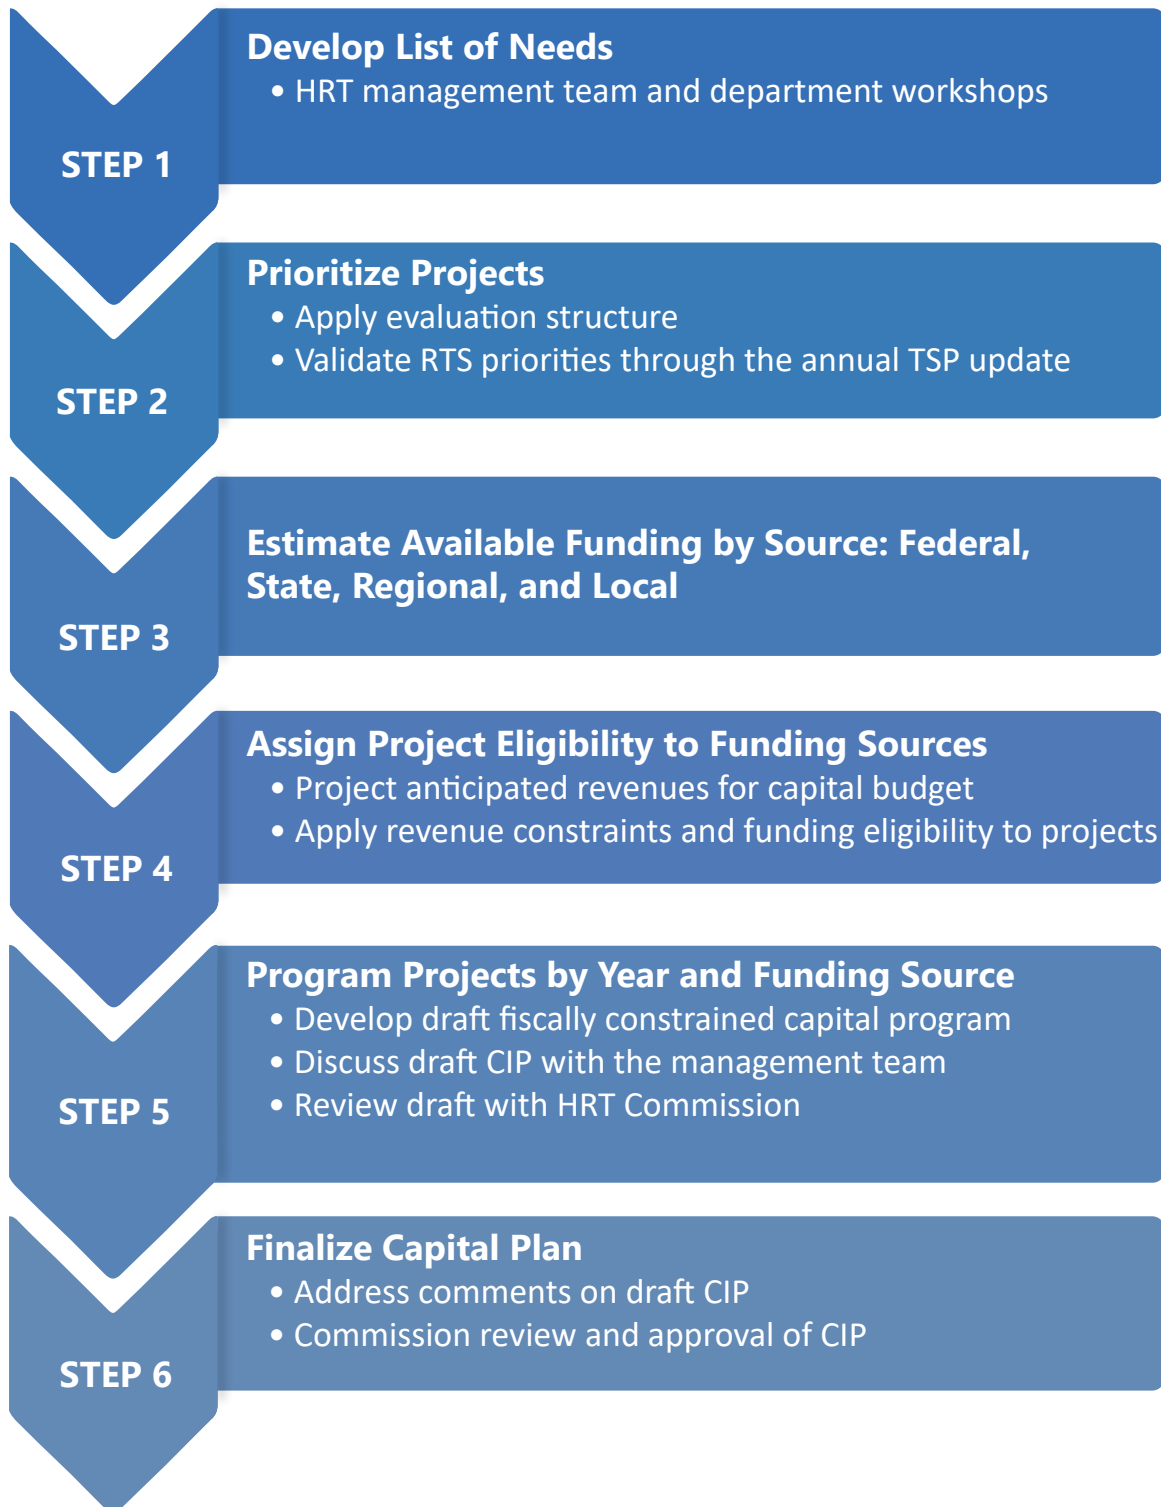 Develop List of Needs
• HRT management team and department workshops
STEP 1
Prioritize Projects
• Apply evaluation structure
• Validate RTS priorities through the annual TSP update
STEP 2
Estimate Available Funding by Source: Federal,
State, Regional, and Local
STEP 3
Assign Project Eligibility to Funding Sources
• Project anticipated revenues for capital budget
• Apply revenue constraints and funding eligibility to projects
STEP 4
Program Projects by Year and Funding Source
• Develop draft fiscally constrained capital program
• Discuss draft CIP with the management team
• Review draft with HRT Commission
STEP 5
Finalize Capital Plan
• Address comments on draft CIP
• Commission review and approval of CIP
STEP 6